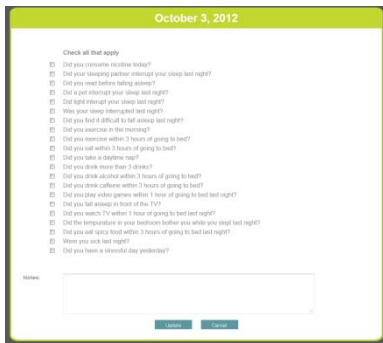 October 3, 2012
Check all that apply
Did you consume nicotine today?
Did your sleeping partner interrupt your sleep last night?
Did you read before falling asleep?
Did a pet interrupt your sleep last night?
Did light interupt your sleep last night?
Was your sleep interrupted last night?
Did you find it difficult to fall asleep last night?
Did you exercise in the morning?
Did you exercise within 3 hours of going to bed?
Did you eat within 3 hours of going to bed?
Did you take a daytime nap?
Did you drink more than 3 drinks?
Did you drink alcohol within 3 hours of going to bed?
Did you drink caffeine within 3 hours of going to bed?
Did you play video games within 1 hour of going to bed last night?
Did you fall asleep in front of the TV?
Did you watch TV within 1 hour of going to bed last night?
Did the tempurature in your bedroom bother you while you slept last night?
Did you eat spicy food within 3 hours of going to bed last night?
Were you sick last night?
Did you have a stressful day yesterday?
Notes:
Update Cancel